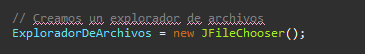 // Creamos un explorador de archivos
ExploradorDeArchivos = new JFileChooser();